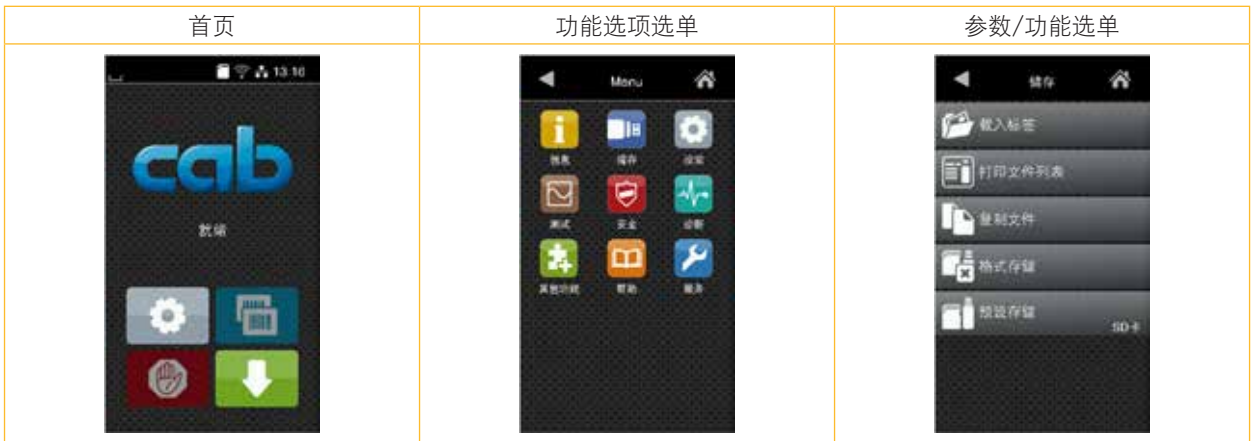 首页
功能选项选单
参数/功能选单
13:16
cab
就绪
Menu
信息
储存
设定
测试
安全
诊断
其他功能
帮助
服务
储存
载入标签
打印文件列表
复制文件
格式存储
预设存储
SD卡